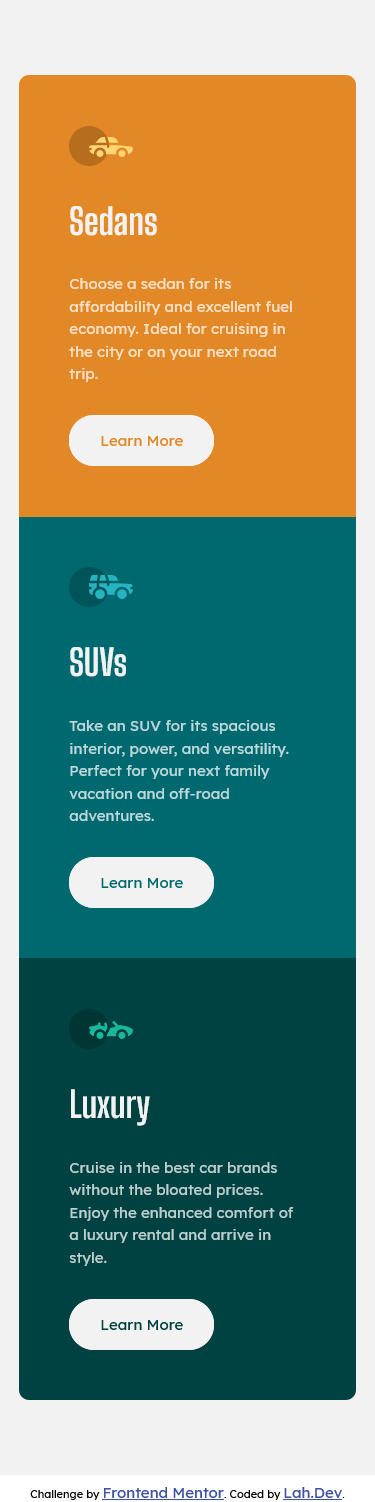 Sedans
Choose a sedan for its
affordability and excellent fuel
economy. Ideal for cruising in
the city or on your next road
trip.
Learn More
SUVs
Take an SUV for its spacious
interior, power, and versatility.
Perfect for your next family
vacation and off-road
adventures.
Learn More
Luxury
Cruise in the best car brands
without the bloated prices.
Enjoy the enhanced comfort of
a luxury rental and arrive in
style.
Learn More
Challenge by Frontend Mentor. Coded by Lah.Dev.